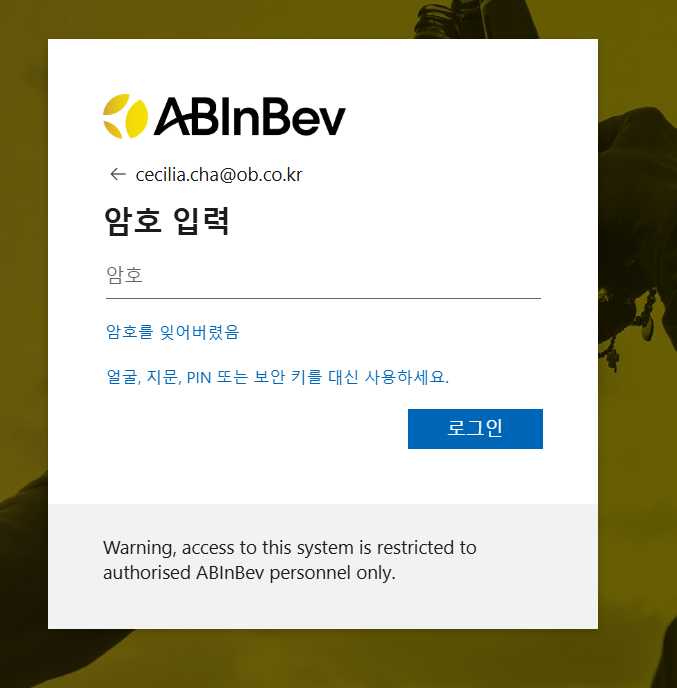 ABInBev
cecilia.cha@ob.co.kr
암호 입력
암호
암호를 잊어버렸음
얼굴, 지문, PIN 또는 보안 키를 대신 사용하세요.
로그인
Warning, access to this system is restricted to
authorised ABInBev personnel only.